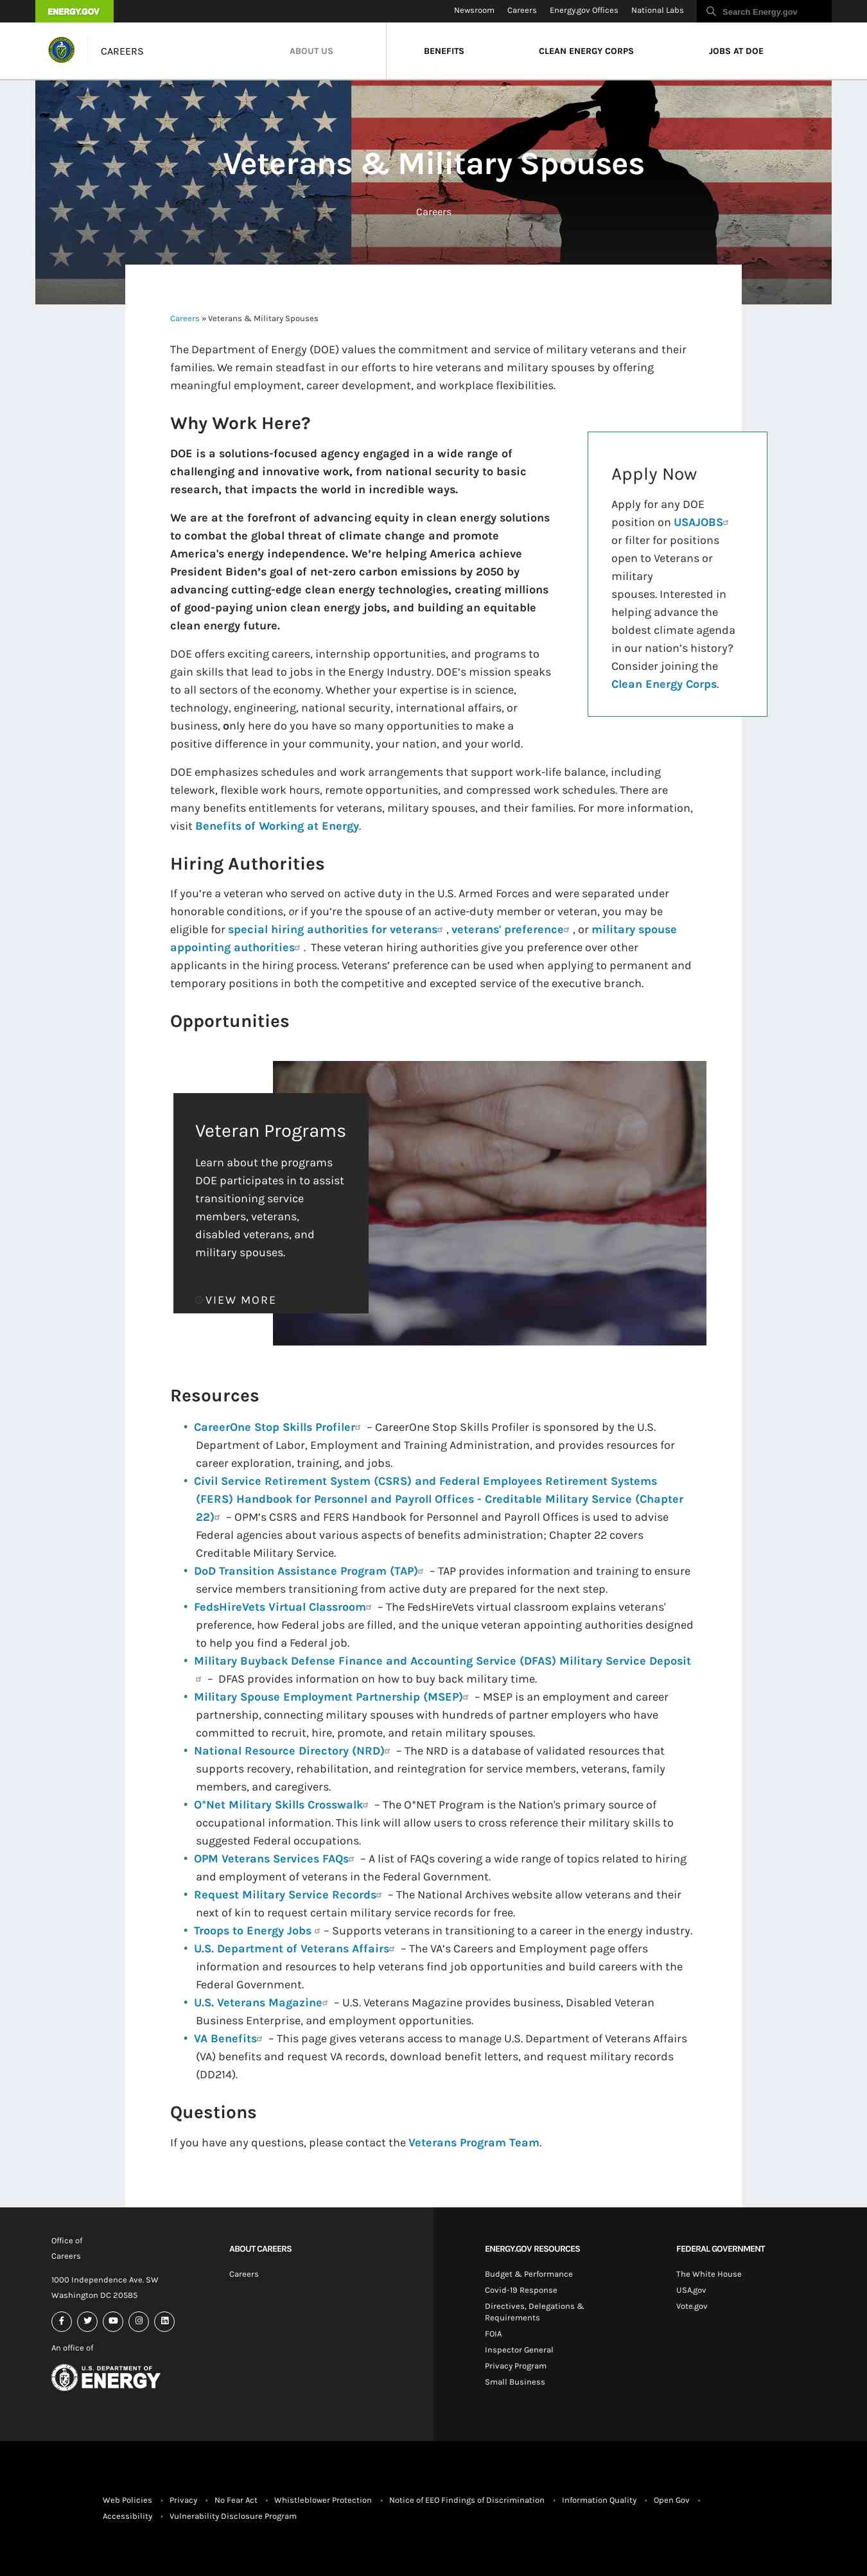 ENERGY.GOV
Newsroom Careers Energy.gov Offices National Labs Search Energy.gov
CAREERS ABOUT US BENEFITS CLEAN ENERGY CORPS JOBS AT DOE
Veterans & Military Spouses
Careers
Careers » Veterans & Military Spouses
The Department of Energy (DOE) values the commitment and service of military veterans and their
families. We remain steadfast in our efforts to hire veterans and military spouses by offering
meaningful employment, career development, and workplace flexibilities.
Why Work Here?
DOE is a solutions-focused agency engaged in a wide range of
challenging and innovative work, from national security to basic
research, that impacts the world in incredible ways.
We are at the forefront of advancing equity in clean energy solutions
to combat the global threat of climate change and promote
America's energy independence. We’re helping America achieve
President Biden’s goal of net-zero carbon emissions by 2050 by
advancing cutting-edge clean energy technologies, creating millions
of good-paying union clean energy jobs, and building an equitable
clean energy future.
DOE offers exciting careers, internship opportunities, and programs to
gain skills that lead to jobs in the Energy Industry. DOE’s mission speaks
to all sectors of the economy. Whether your expertise is in science,
technology, engineering, national security, international affairs, or
business, only here do you have so many opportunities to make a
positive difference in your community, your nation, and your world.
Apply Now
Apply for any DOE
position on USAJOBS
or filter for positions
open to Veterans or
military
spouses. Interested in
helping advance the
boldest climate agenda
in our nation’s history?
Consider joining the
Clean Energy Corps.
DOE emphasizes schedules and work arrangements that support work-life balance, including
telework, flexible work hours, remote opportunities, and compressed work schedules. There are
many benefits entitlements for veterans, military spouses, and their families. For more information,
visit Benefits of Working at Energy.
Hiring Authorities
If you’re a veteran who served on active duty in the U.S. Armed Forces and were separated under
honorable conditions, or if you’re the spouse of an active-duty member or veteran, you may be
eligible for special hiring authorities for veterans , veterans' preference , or military spouse
appointing authorities . These veteran hiring authorities give you preference over other
applicants in the hiring process. Veterans’ preference can be used when applying to permanent and
temporary positions in both the competitive and excepted service of the executive branch.
Opportunities
Veteran Programs
Learn about the programs
DOE participates in to assist
transitioning service
members, veterans,
disabled veterans, and
military spouses.
VIEW MORE
Resources
• CareerOne Stop Skills Profiler – CareerOne Stop Skills Profiler is sponsored by the U.S.
Department of Labor, Employment and Training Administration, and provides resources for
career exploration, training, and jobs.
• Civil Service Retirement System (CSRS) and Federal Employees Retirement Systems
(FERS) Handbook for Personnel and Payroll Offices - Creditable Military Service (Chapter
22) – OPM’s CSRS and FERS Handbook for Personnel and Payroll Offices is used to advise
Federal agencies about various aspects of benefits administration; Chapter 22 covers
Creditable Military Service.
• DoD Transition Assistance Program (TAP) – TAP provides information and training to ensure
service members transitioning from active duty are prepared for the next step.
• FedsHireVets Virtual Classroom – The FedsHireVets virtual classroom explains veterans'
preference, how Federal jobs are filled, and the unique veteran appointing authorities designed
to help you find a Federal job.
• Military Buyback Defense Finance and Accounting Service (DFAS) Military Service Deposit
– DFAS provides information on how to buy back military time.
• Military Spouse Employment Partnership (MSEP) – MSEP is an employment and career
partnership, connecting military spouses with hundreds of partner employers who have
committed to recruit, hire, promote, and retain military spouses.
• National Resource Directory (NRD) – The NRD is a database of validated resources that
supports recovery, rehabilitation, and reintegration for service members, veterans, family
members, and caregivers.
• O*Net Military Skills Crosswalk – The O*NET Program is the Nation's primary source of
occupational information. This link will allow users to cross reference their military skills to
suggested Federal occupations.
• OPM Veterans Services FAQs – A list of FAQs covering a wide range of topics related to hiring
and employment of veterans in the Federal Government.
• Request Military Service Records – The National Archives website allow veterans and their
next of kin to request certain military service records for free.
• Troops to Energy Jobs – Supports veterans in transitioning to a career in the energy industry.
• U.S. Department of Veterans Affairs – The VA’s Careers and Employment page offers
information and resources to help veterans find job opportunities and build careers with the
Federal Government.
• U.S. Veterans Magazine – U.S. Veterans Magazine provides business, Disabled Veteran
Business Enterprise, and employment opportunities.
• VA Benefits – This page gives veterans access to manage U.S. Department of Veterans Affairs
(VA) benefits and request VA records, download benefit letters, and request military records
(DD214).
Questions
If you have any questions, please contact the Veterans Program Team.
Office of
Careers
1000 Independence Ave. SW
Washington DC 20585
An office of
U.S. DEPARTMENT OF
ENERGY
ABOUT CAREERS
Careers
ENERGY.GOV RESOURCES
Budget & Performance
Covid-19 Response
Directives, Delegations &
Requirements
FOIA
Inspector General
Privacy Program
Small Business
FEDERAL GOVERNMENT
The White House
USA.gov
Vote.gov
Web Policies • Privacy • No Fear Act • Whistleblower Protection • Notice of EEO Findings of Discrimination • Information Quality • Open Gov •
Accessibility • Vulnerability Disclosure Program